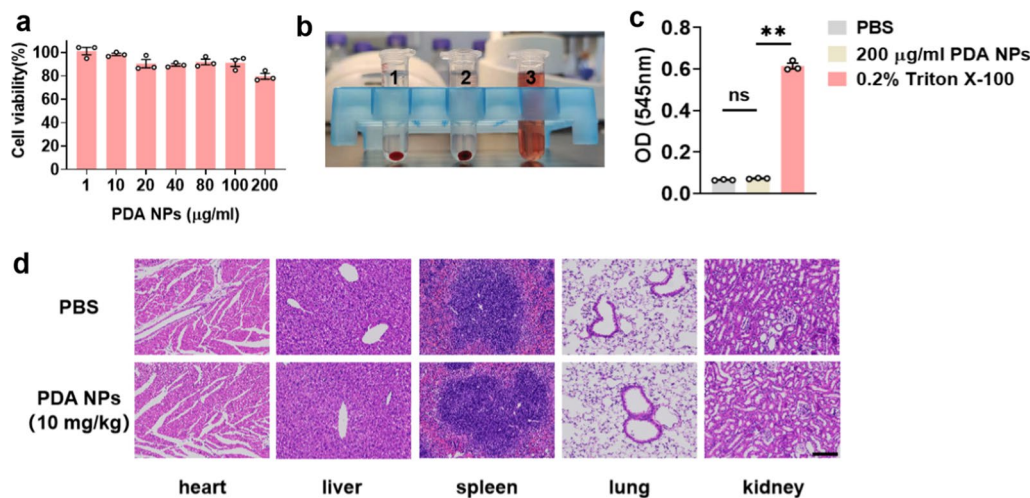 a
Cell viability(%)
100
80
60
40
20
0
1 10 20 40 80 100 200
PDA NPs (μg/ml)
b
1 2 3
c
OD (545nm)
0.8
0.6
0.4
0.2
0.0
ns
**
PBS
200 μg/ml PDA NPs
0.2% Triton X-100
d
PBS
PDA NPs
(10 mg/kg)
heart liver spleen lung kidney